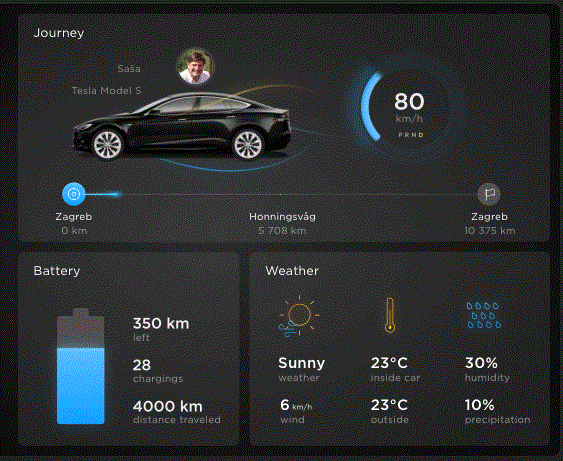 Journey
Saša
Tesla Model S
80
km/h
PRND
Zagreb
0 km
Honningsvåg
5 708 km
Zagreb
10 375 km
Battery
350 km
left
28
chargings
4000 km
distance traveled
Weather
Sunny
weather
23°C
inside car
30%
humidity
6 km/h
wind
23°C
outside
10%
precipitation